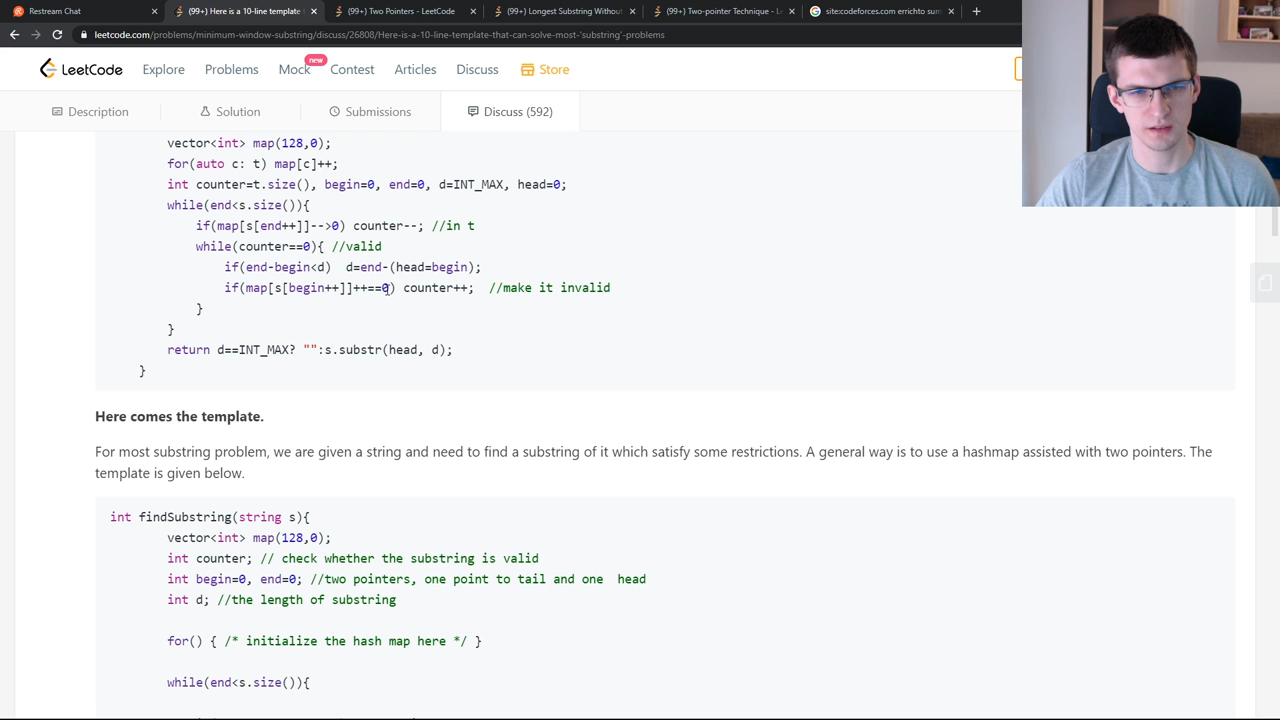 (99+) Restream Chat
(99+) Here is a 10-line template
(99+) Two Pointers - LeetCode
(99+) Longest Substring Without
(99+) Two-pointer Technique - Le
site:codeforces.com errichto sum
leetcode.com/problems/minimum-window-substring/discuss/26808/Here-is-a-10-line-template-that-can-solve-most-'substring'-problems
LeetCode Explore Problems Mock new Contest Articles Discuss Store
Description Solution Submissions Discuss (592)
vector<int> map(128,0);
for(auto c: t) map[c]++;
int counter=t.size(), begin=0, end=0, d=INT_MAX, head=0;
while(end<s.size()){
if(map[s[end++]]-->0) counter--; //in t
while(counter==0){ //valid
if(end-begin<d)  d=end-(head=begin);
if(map[s[begin++]]++==0) counter++;  //make it invalid
}
}
return d==INT_MAX? "":s.substr(head, d);
}
Here comes the template.
For most substring problem, we are given a string and need to find a substring of it which satisfy some restrictions. A general way is to use a hashmap assisted with two pointers. The
template is given below.
int findSubstring(string s){
vector<int> map(128,0);
int counter; // check whether the substring is valid
int begin=0, end=0; //two pointers, one point to tail and one  head
int d; //the length of substring
for() { /* initialize the hash map here */ }
while(end<s.size()){